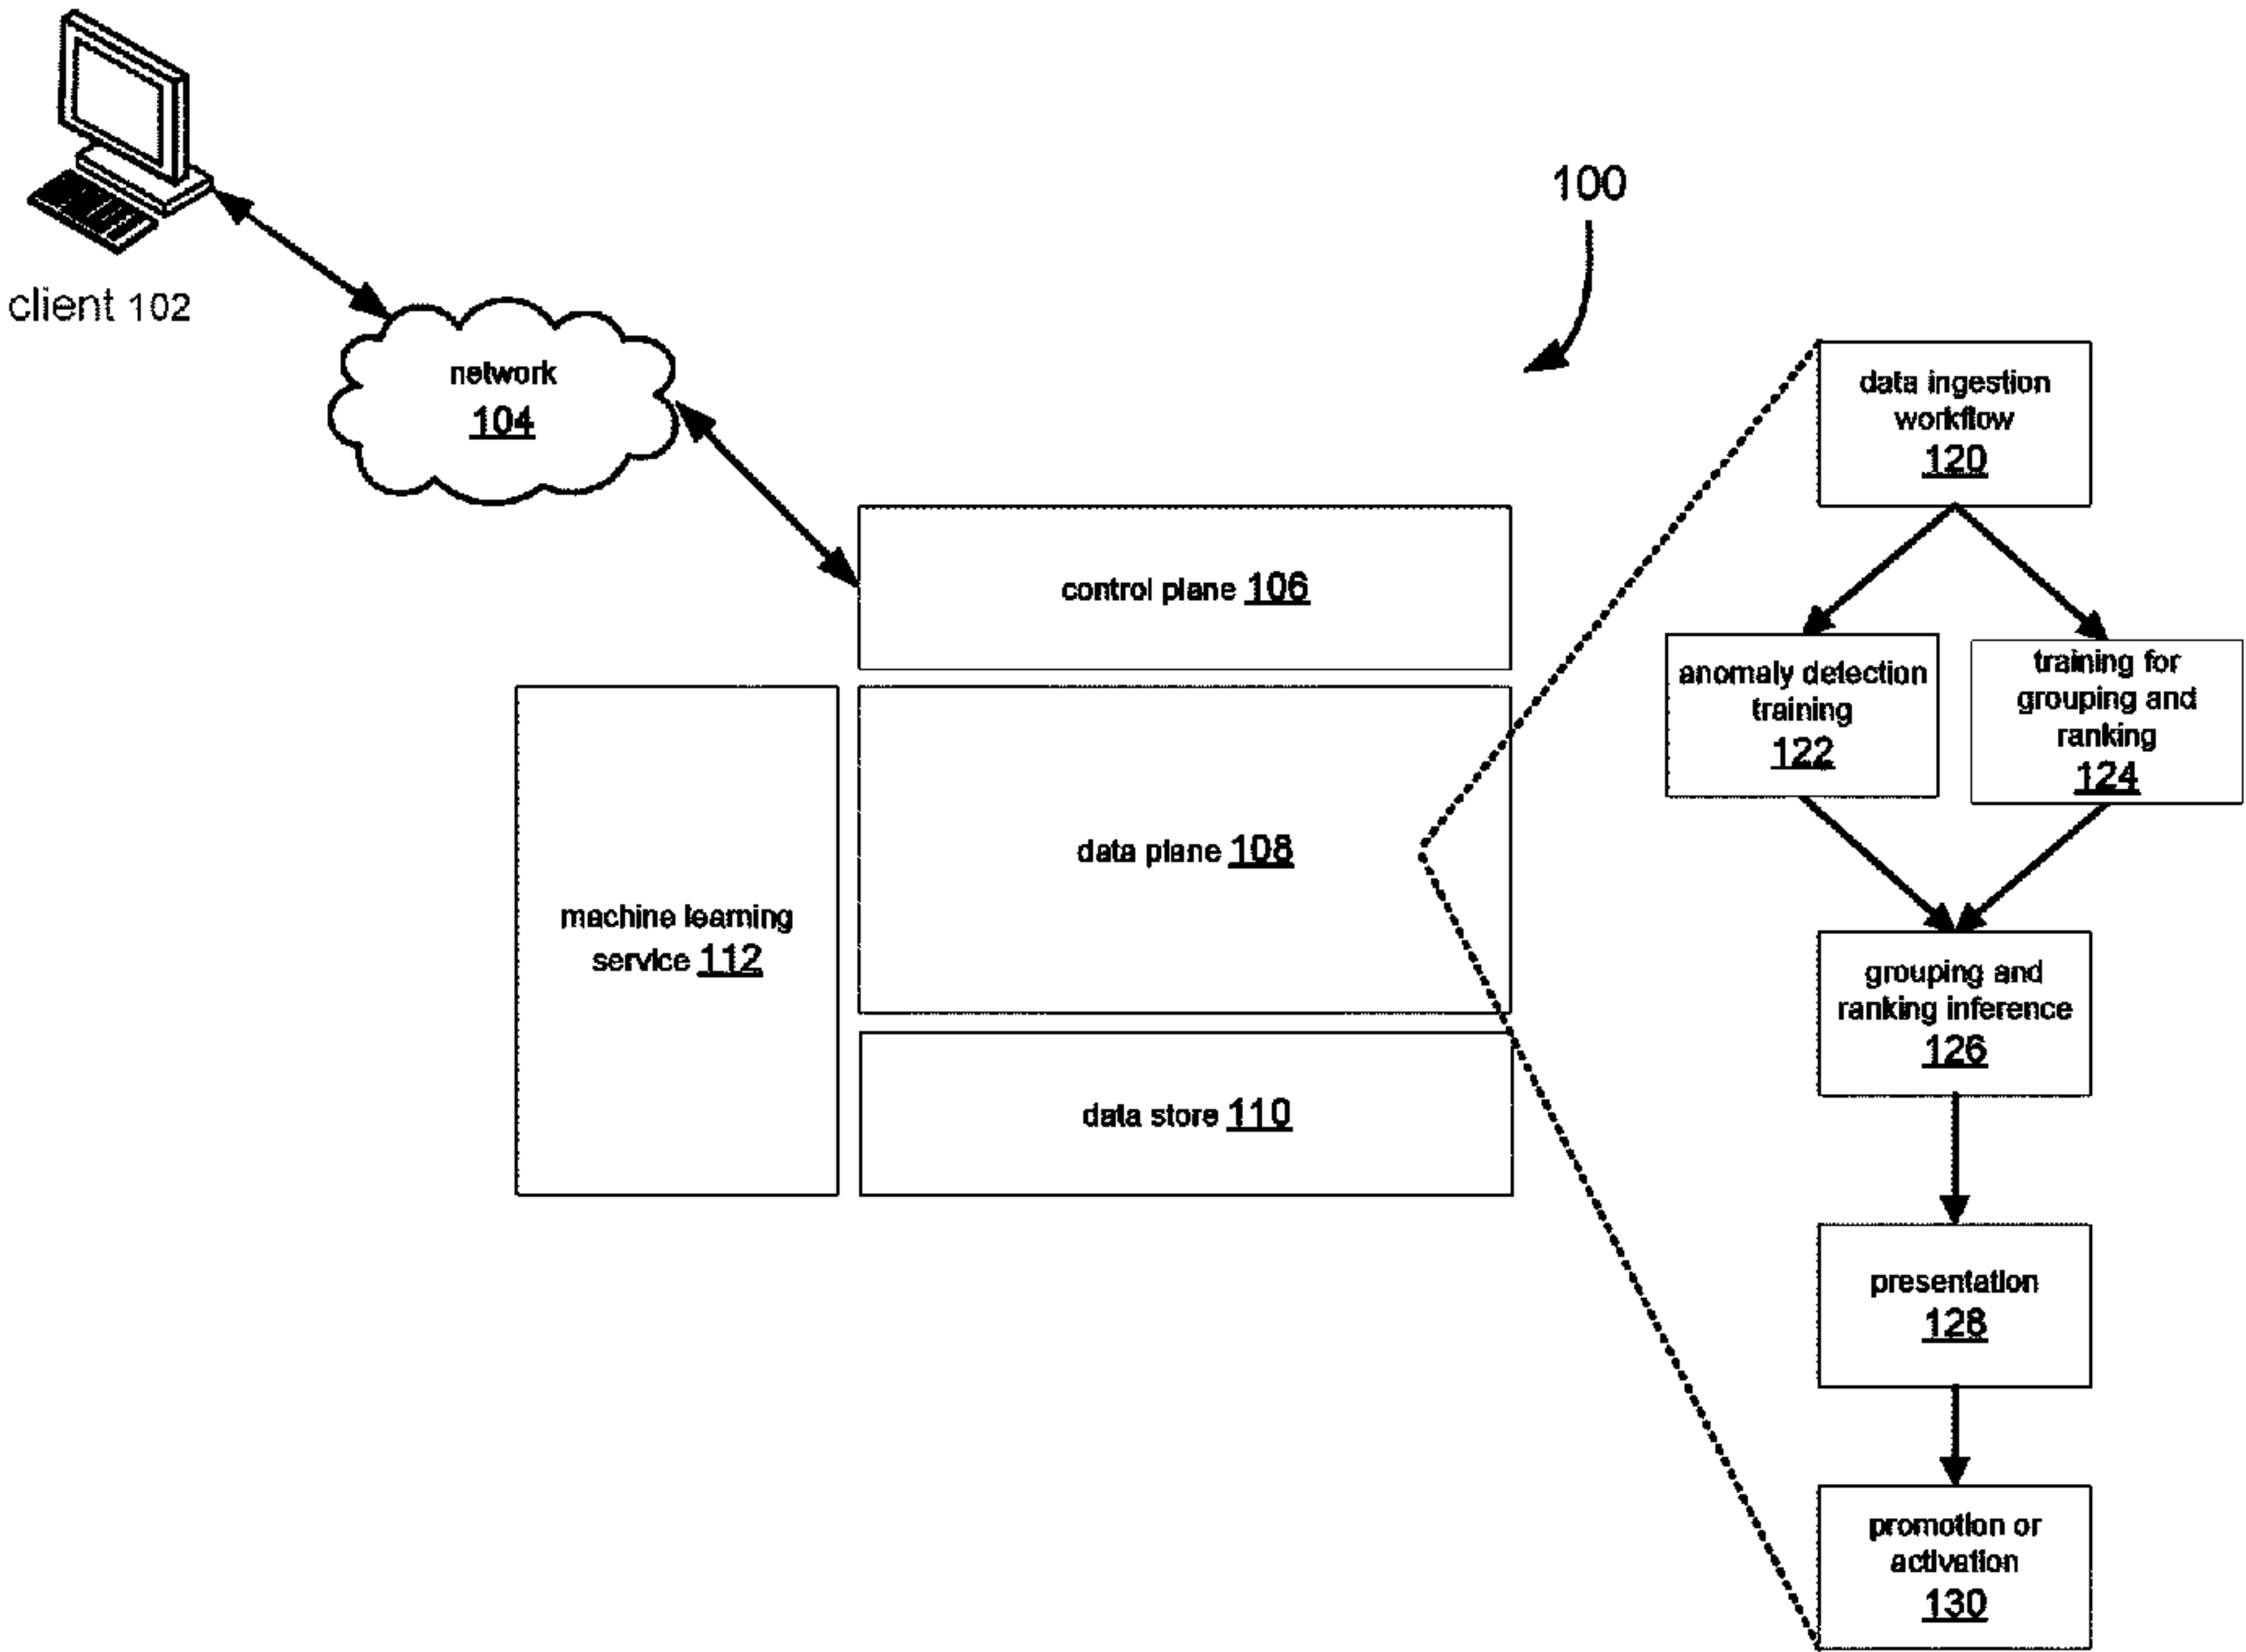 client 102
network
104
100
control plane 106
data plane 108
machine learning
service 112
data store 110
data ingestion
workflow
120
anomaly detection
training
122
training for
grouping and
ranking
124
grouping and
ranking inference
126
presentation
128
promotion or
activation
130